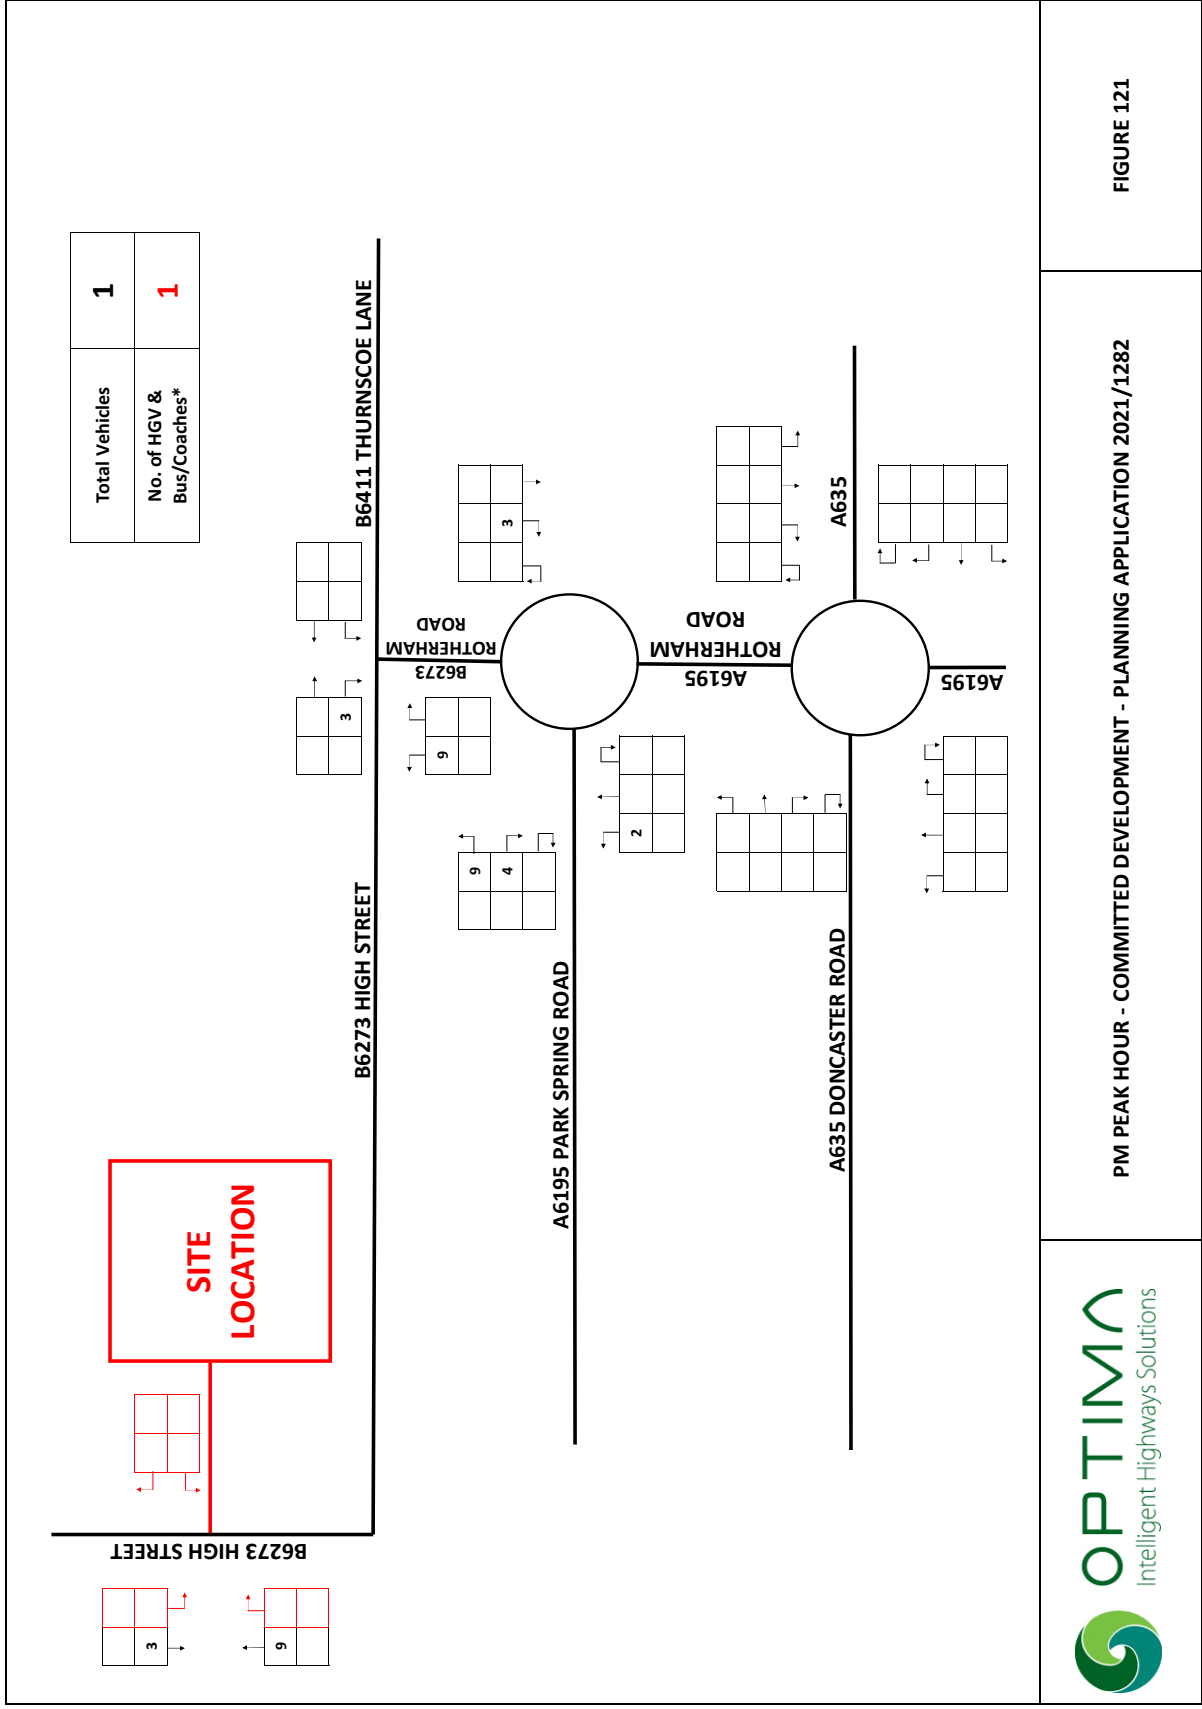 Total Vehicles
1
No. of HGV &
Bus/Coaches*
1
3
B6273 HIGH STREET
SITE
LOCATION
9
3
B6273 HIGH STREET
B6411 THURNSCOE LANE
B6273
ROTHERHAM
ROAD
9
9
4
3
A6195 PARK SPRING ROAD
2
A6195
ROTHERHAM
ROAD
A635 DONCASTER ROAD
A635
A6195
OPTIMA
Intelligent Highways Solutions
PM PEAK HOUR - COMMITTED DEVELOPMENT - PLANNING APPLICATION 2021/1282
FIGURE 121